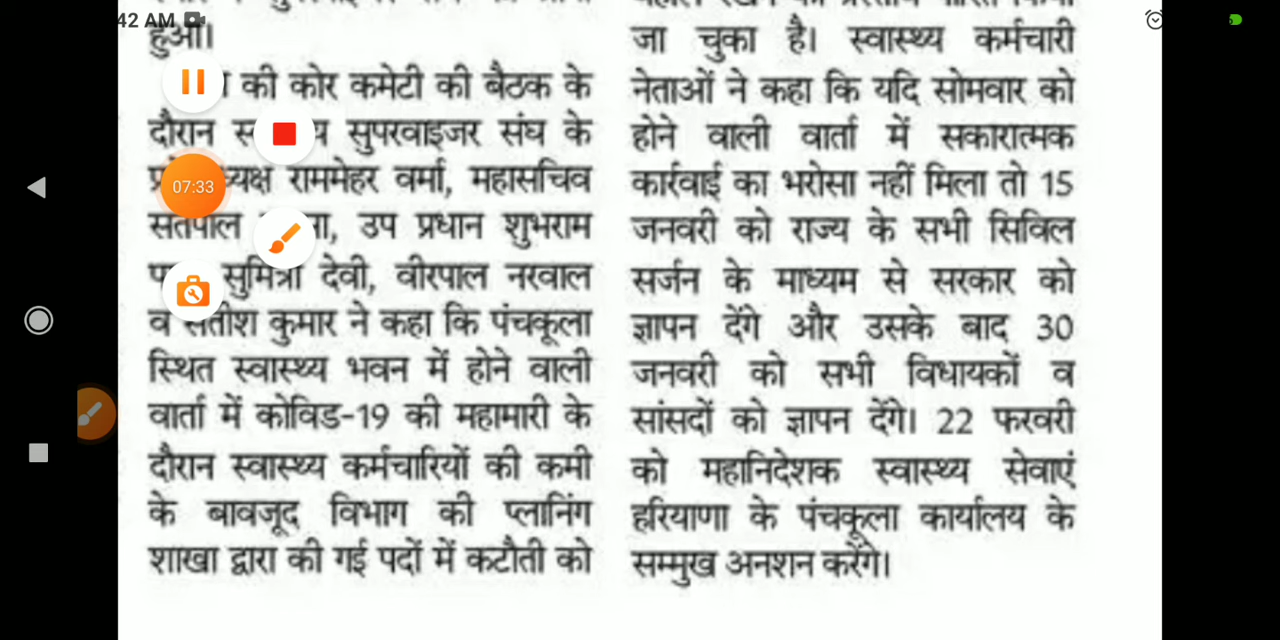 42 AM
हुआ।
की कोर कमेटी की बैठक के
दौरान सुपरवाइजर संघ के
राममेहर वर्मा, महासचिव
सतपाल उप प्रधान शुभराम
सुमित्रा देवी, वीरपाल नरवाल
व सतीश कुमार ने कहा कि पंचकूला
स्थित स्वास्थ्य भवन में होने वाली
वार्ता में कोविड-19 की महामारी के
दौरान स्वास्थ्य कर्मचारियों की कमी
के बावजूद विभाग की प्लानिंग
शाखा द्वारा की गई पदों में कटौती को
जा चुका है। स्वास्थ्य कर्मचारी
नेताओं ने कहा कि यदि सोमवार को
होने वाली वार्ता में सकारात्मक
कार्रवाई का भरोसा नहीं मिला तो 15
जनवरी को राज्य के सभी सिविल
सर्जन के माध्यम से सरकार को
ज्ञापन देंगे और उसके बाद 30
जनवरी को सभी विधायकों व
सांसदों को ज्ञापन देंगे। 22 फरवरी
को महानिदेशक स्वास्थ्य सेवाएं
हरियाणा के पंचकूला कार्यालय के
सम्मुख अनशन करेंगे।
07:33